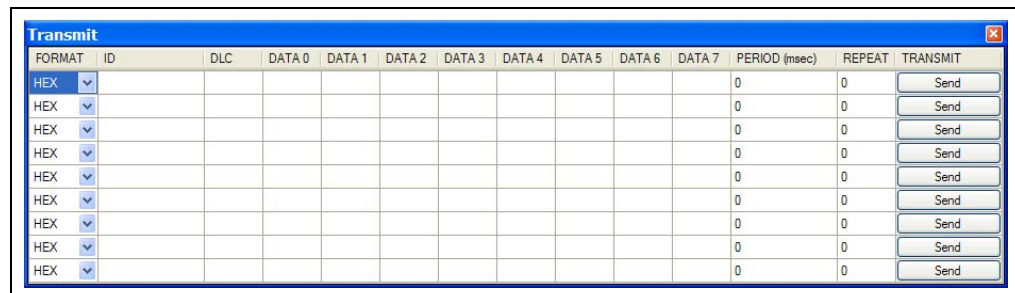 Transmit
FORMAT ID DLC DATA 0 DATA 1 DATA 2 DATA 3 DATA 4 DATA 5 DATA 6 DATA 7 PERIOD (msec) REPEAT TRANSMIT
HEX 0 0 Send
HEX 0 0 Send
HEX 0 0 Send
HEX 0 0 Send
HEX 0 0 Send
HEX 0 0 Send
HEX 0 0 Send
HEX 0 0 Send
HEX 0 0 Send